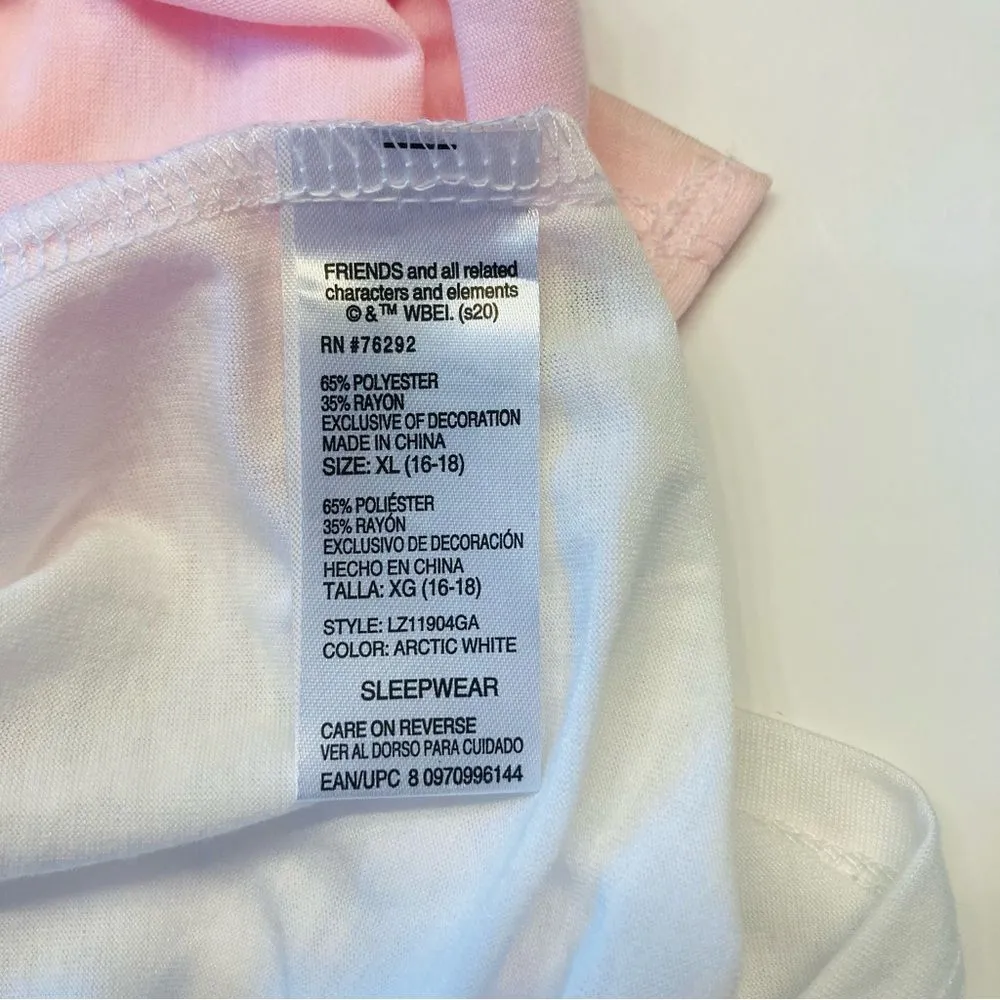 FRIENDS and all related
characters and elements
© &™ WBEI. (s20)
RN #76292
65% POLYESTER
35% RAYON
EXCLUSIVE OF DECORATION
MADE IN CHINA
SIZE: XL (16-18)
65% POLIÉSTER
35% RAYÓN
EXCLUSIVO DE DECORACIÓN
HECHO EN CHINA
TALLA: XG (16-18)
STYLE: LZ11904GA
COLOR: ARCTIC WHITE
SLEEPWEAR
CARE ON REVERSE
VER AL DORSO PARA CUIDADO
EAN/UPC 8 0970996144